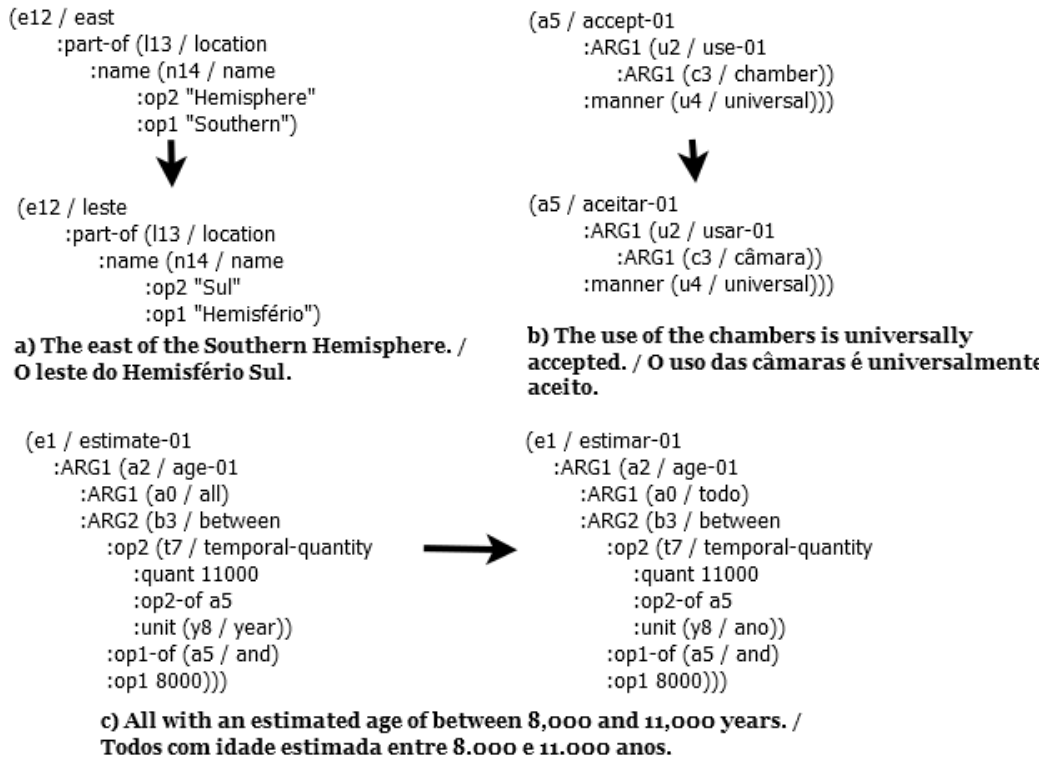 (e12 / east
:part-of (l13 / location
:name (n14 / name
:op2 "Hemisphere"
:op1 "Southern")
(e12 / leste
:part-of (l13 / location
:name (n14 / name
:op2 "Sul"
:op1 "Hemisfério")
a) The east of the Southern Hemisphere. /
O leste do Hemisfério Sul.
(a5 / accept-01
:ARG1 (u2 / use-01
:ARG1 (c3 / chamber))
:manner (u4 / universal)))
(a5 / aceitar-01
:ARG1 (u2 / usar-01
:ARG1 (c3 / câmara))
:manner (u4 / universal)))
b) The use of the chambers is universally
accepted. / O uso das câmaras é universalmente
aceito.
(e1 / estimate-01
:ARG1 (a2 / age-01
:ARG1 (a0 / all)
:ARG2 (b3 / between
:op2 (t7 / temporal-quantity
:quant 11000
:op2-of a5
:unit (y8 / year))
:op1-of (a5 / and)
:op1 8000)))
(e1 / estimar-01
:ARG1 (a2 / age-01
:ARG1 (a0 / todo)
:ARG2 (b3 / between
:op2 (t7 / temporal-quantity
:quant 11000
:op2-of a5
:unit (y8 / ano))
:op1-of (a5 / and)
:op1 8000)))
c) All with an estimated age of between 8,000 and 11,000 years. /
Todos com idade estimada entre 8.000 e 11.000 anos.